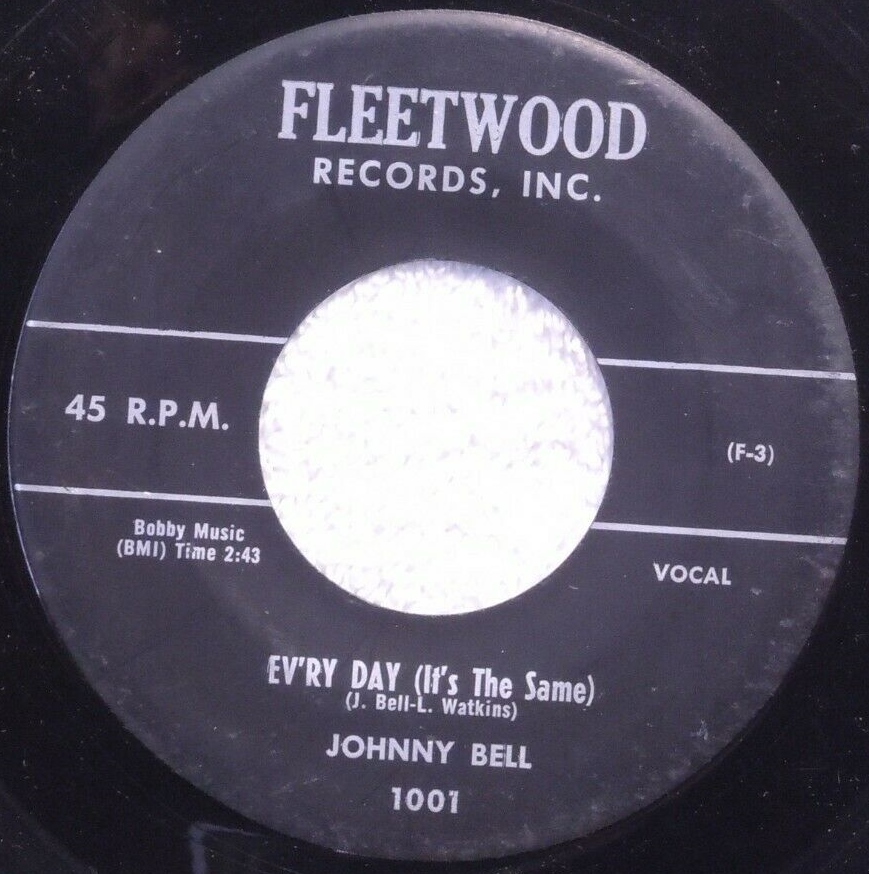 FLEETWOOD
RECORDS, INC.
45 R.P.M.
(F-3)
Bobby Music
(BMI) Time 2:43
VOCAL
EV'RY DAY (It's The Same)
(J. Bell-L. Watkins)
JOHNNY BELL
1001